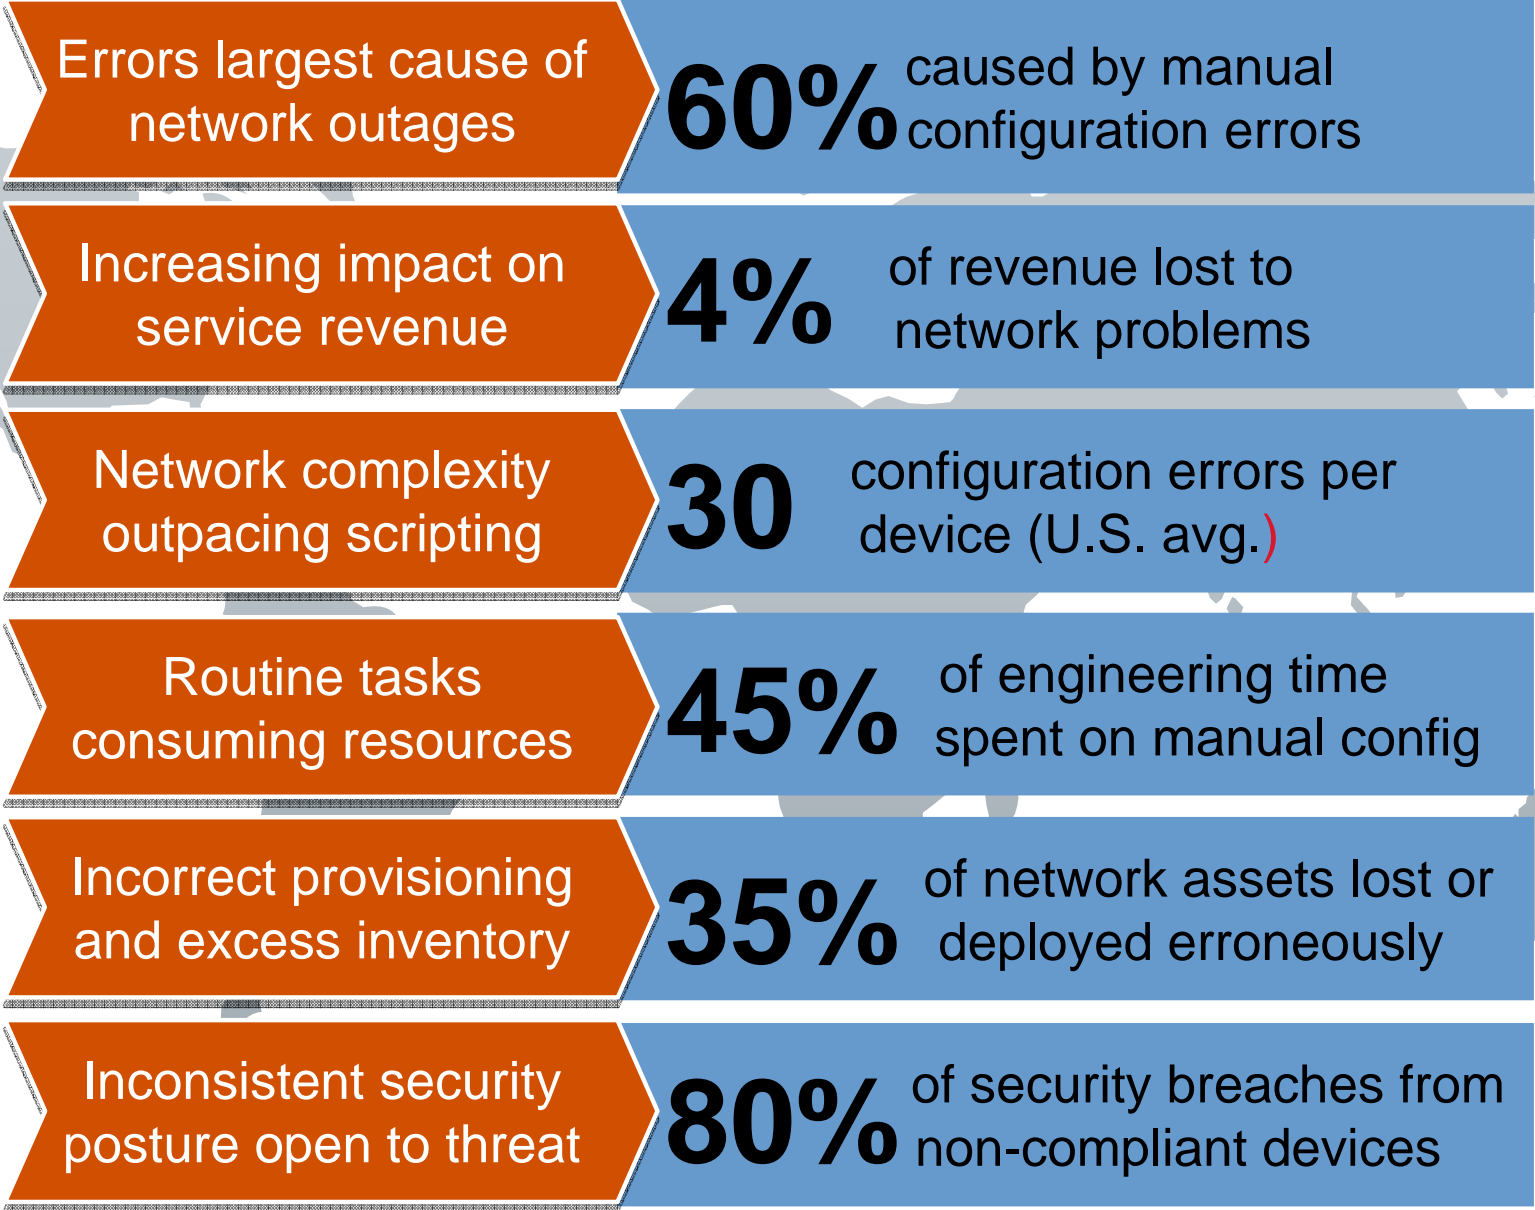 Errors largest cause of
network outages
60%
caused by manual
configuration errors
Increasing impact on
service revenue
4%
of revenue lost to
network problems
Network complexity
outpacing scripting
30
configuration errors per
device (U.S. avg.)
Routine tasks
consuming resources
45%
of engineering time
spent on manual config
Incorrect provisioning
and excess inventory
35%
of network assets lost or
deployed erroneously
Inconsistent security
posture open to threat
80%
of security breaches from
non-compliant devices